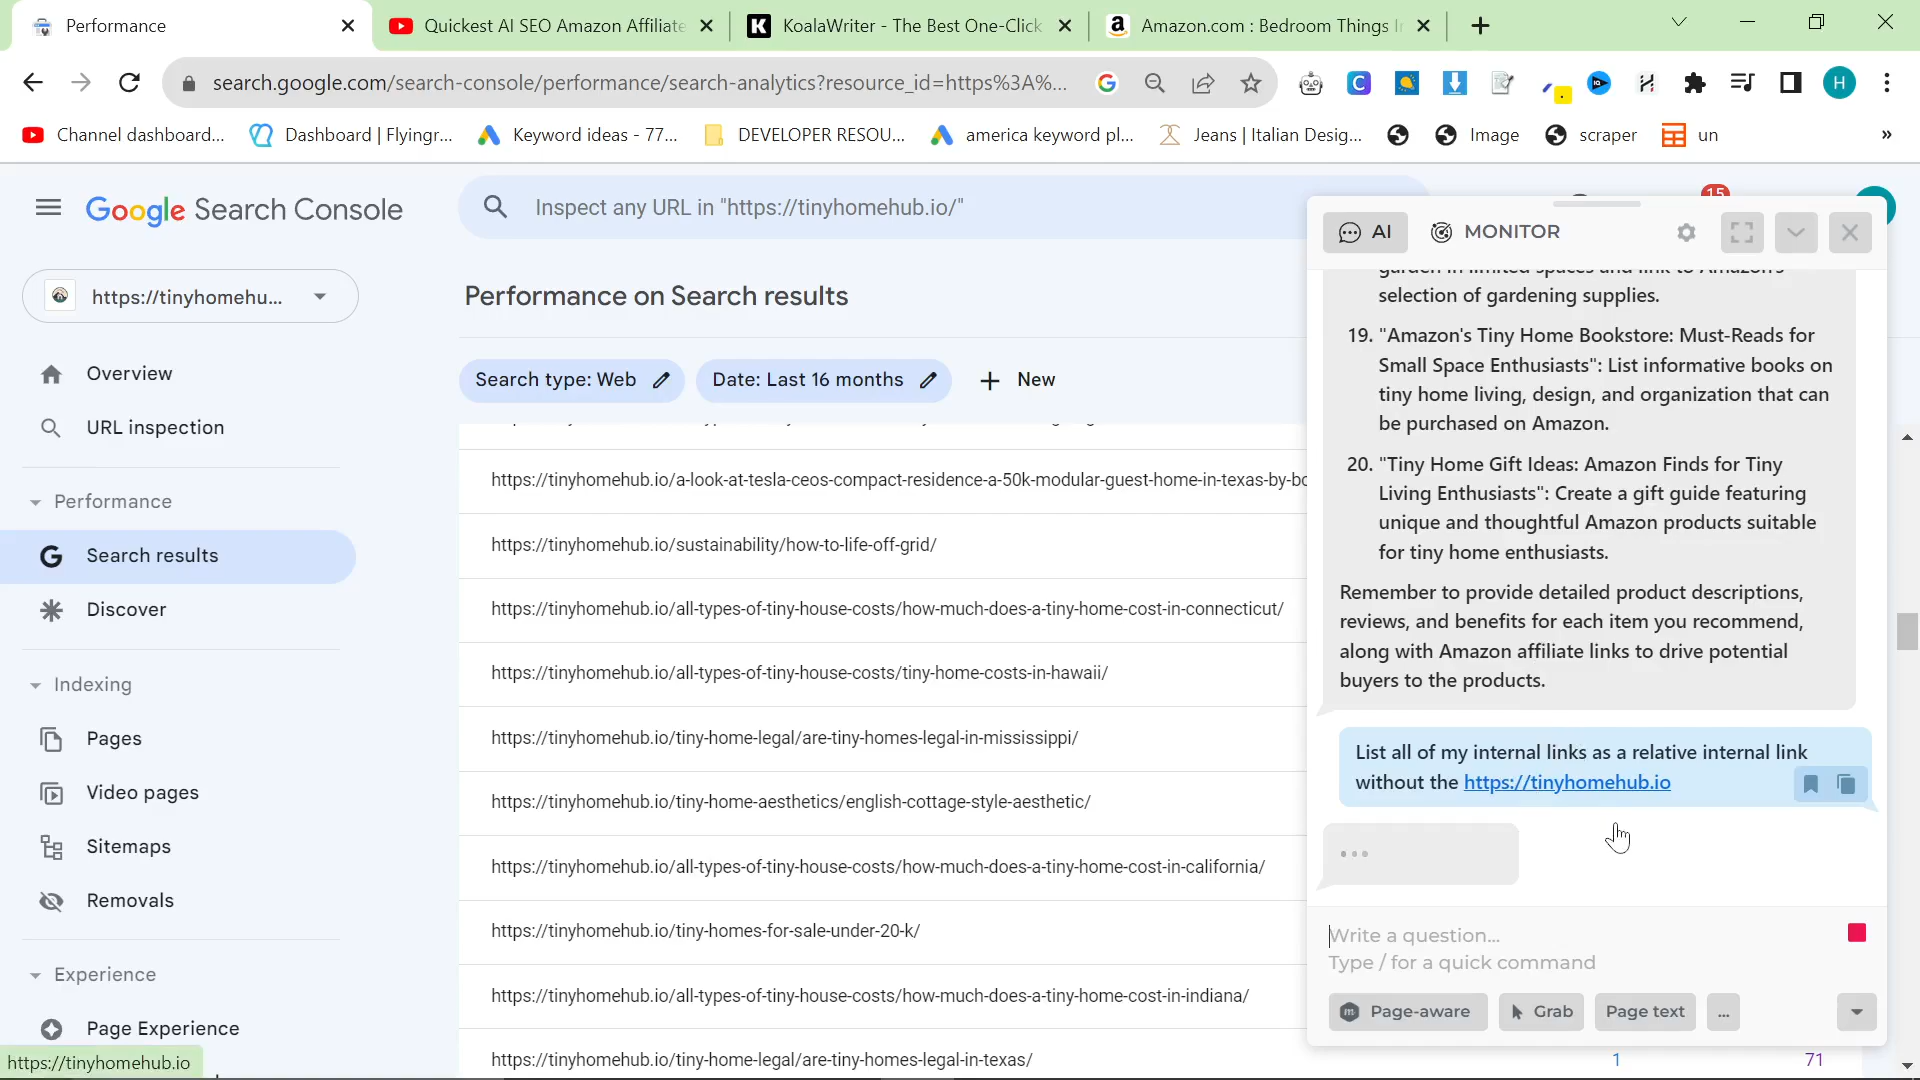 Performance
Quickest AI SEO Amazon Affiliate
KoalaWriter - The Best One-Click
Amazon.com : Bedroom Things I
search.google.com/search-console/performance/search-analytics?resource_id=https%3A%...
H
Channel dashboard...
Dashboard | Flyingr...
Keyword ideas - 77...
DEVELOPER RESOU...
america keyword pl...
Jeans | Italian Desig...
Image
scraper
un
»
Google Search Console
Inspect any URL in "https://tinyhomehub.io/"
15
AI
MONITOR
https://tinyhomehu...
Performance on Search results
Search type: Web
Date: Last 16 months
New
Overview
URL inspection
Performance
Search results
Discover
Indexing
Pages
Video pages
Sitemaps
Removals
Experience
Page Experience
https://tinyhomehub.io
https://tinyhomehub.io/a-look-at-tesla-ceos-compact-residence-a-50k-modular-guest-home-in-texas-by-bo
https://tinyhomehub.io/sustainability/how-to-life-off-grid/
https://tinyhomehub.io/all-types-of-tiny-house-costs/how-much-does-a-tiny-home-cost-in-connecticut/
https://tinyhomehub.io/all-types-of-tiny-house-costs/tiny-home-costs-in-hawaii/
https://tinyhomehub.io/tiny-home-legal/are-tiny-homes-legal-in-mississippi/
https://tinyhomehub.io/tiny-home-aesthetics/english-cottage-style-aesthetic/
https://tinyhomehub.io/all-types-of-tiny-house-costs/how-much-does-a-tiny-home-cost-in-california/
https://tinyhomehub.io/tiny-homes-for-sale-under-20-k/
https://tinyhomehub.io/all-types-of-tiny-house-costs/how-much-does-a-tiny-home-cost-in-indiana/
https://tinyhomehub.io/tiny-home-legal/are-tiny-homes-legal-in-texas/
1
71
garden in limited spaces and link to Amazon's
selection of gardening supplies.
19. "Amazon's Tiny Home Bookstore: Must-Reads for
Small Space Enthusiasts": List informative books on
tiny home living, design, and organization that can
be purchased on Amazon.
20. "Tiny Home Gift Ideas: Amazon Finds for Tiny
Living Enthusiasts": Create a gift guide featuring
unique and thoughtful Amazon products suitable
for tiny home enthusiasts.
Remember to provide detailed product descriptions,
reviews, and benefits for each item you recommend,
along with Amazon affiliate links to drive potential
buyers to the products.
List all of my internal links as a relative internal link
without the https://tinyhomehub.io
Write a question...
Type / for a quick command
Page-aware
Grab
Page text
...